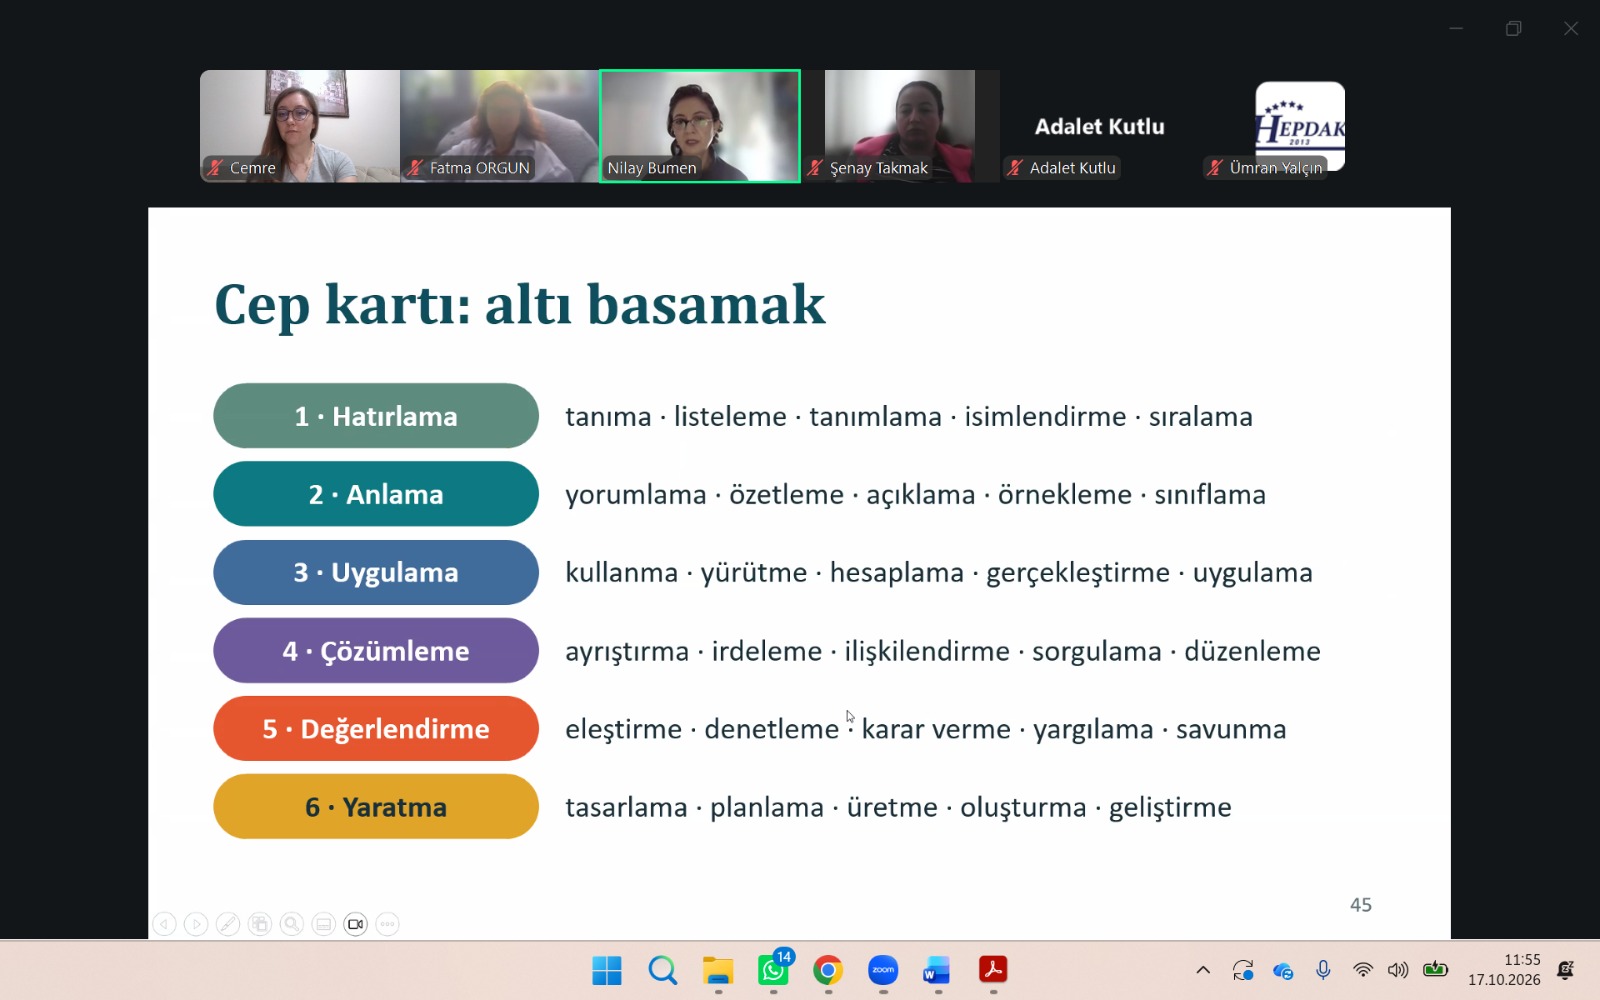 Cemre
Fatma ORGUN
Nilay Bumen
Şenay Takmak
Adalet Kutlu
Adalet Kutlu
HEPDAK
2013
Ümran Yalçın
Cep kartı: altı basamak
1 · Hatırlama tanıma · listeleme · tanımlama · isimlendirme · sıralama
2 · Anlama yorumlama · özetleme · açıklama · örnekleme · sınıflama
3 · Uygulama kullanma · yürütme · hesaplama · gerçekleştirme · uygulama
4 · Çözümleme ayrıştırma · irdeleme · ilişkilendirme · sorgulama · düzenleme
5 · Değerlendirme eleştirme · denetleme · karar verme · yargılama · savunma
6 · Yaratma tasarlama · planlama · üretme · oluşturma · geliştirme
45
14
zoom
W
11:55
17.10.2026